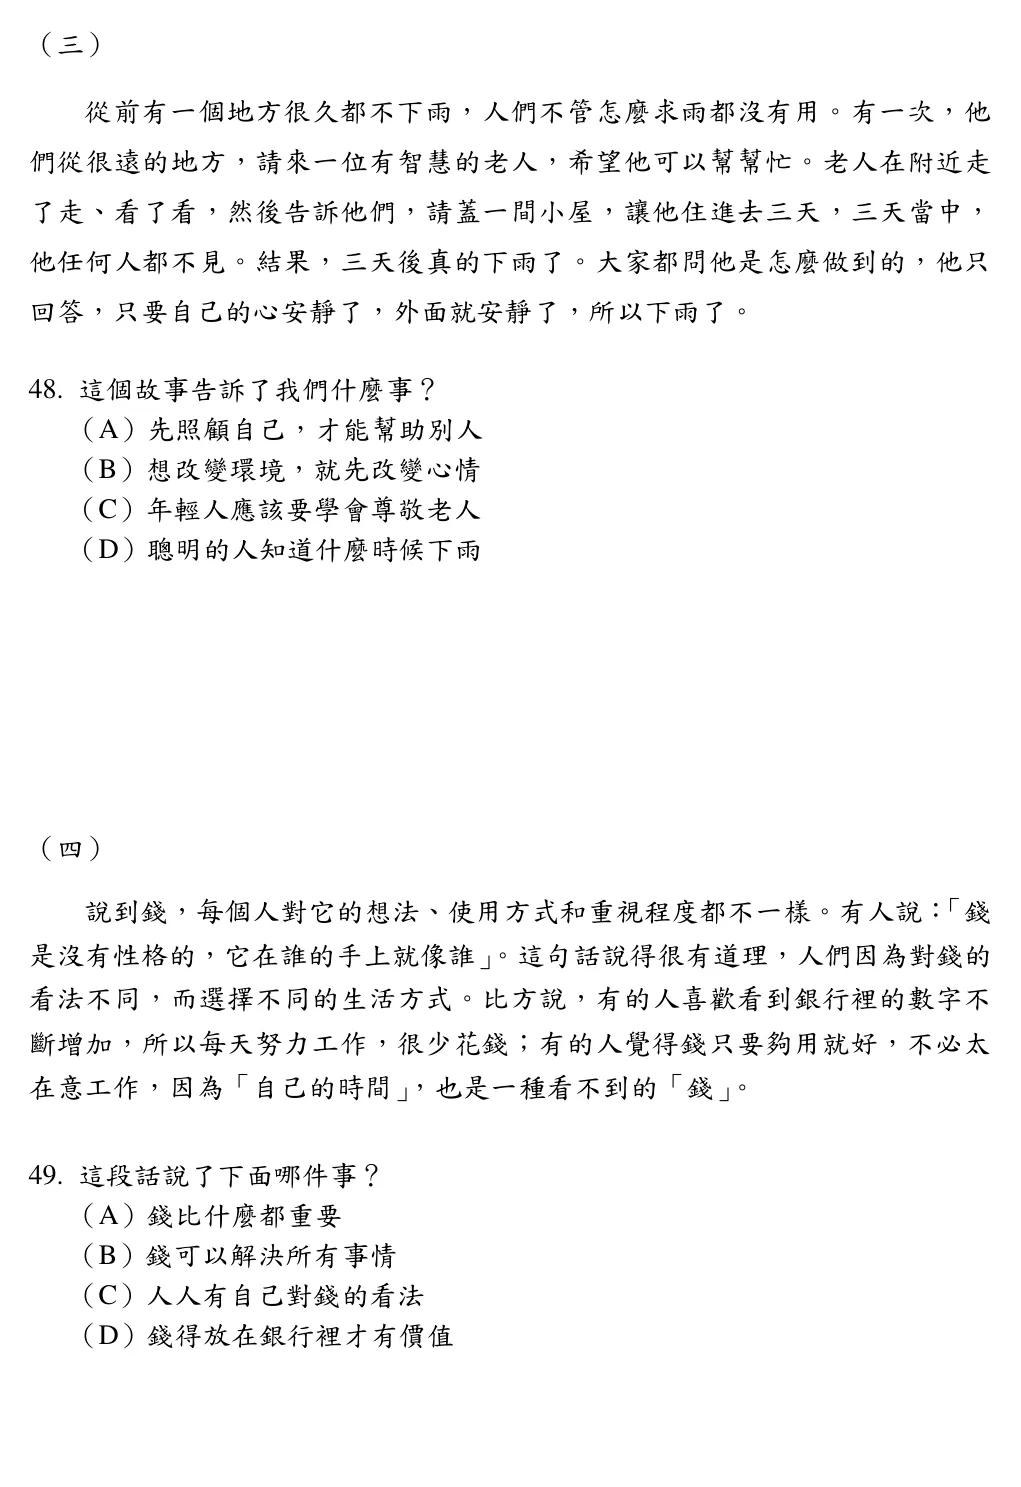 （三）
從前有一個地方很久都不下雨，人們不管怎麼求雨都沒有用。有一次，他
們從很遠的地方，請來一位有智慧的老人，希望他可以幫幫忙。老人在附近走
了走、看了看，然後告訴他們，請蓋一間小屋，讓他住進去三天，三天當中，
他任何人都不見。結果，三天後真的下雨了。大家都問他是怎麼做到的，他只
回答，只要自己的心安靜了，外面就安靜了，所以下雨了。
48. 這個故事告訴了我們什麼事？
（A）先照顧自己，才能幫助別人
（B）想改變環境，就先改變心情
（C）年輕人應該要學會尊敬老人
（D）聰明的人知道什麼時候下雨
（四）
說到錢，每個人對它的想法、使用方式和重視程度都不一樣。有人說：「錢
是沒有性格的，它在誰的手上就像誰」。這句話說得很有道理，人們因為對錢的
看法不同，而選擇不同的生活方式。比方說，有的人喜歡看到銀行裡的數字不
斷增加，所以每天努力工作，很少花錢；有的人覺得錢只要夠用就好，不必太
在意工作，因為「自己的時間」，也是一種看不到的「錢」。
49. 這段話說了下面哪件事？
（A）錢比什麼都重要
（B）錢可以解決所有事情
（C）人人有自己對錢的看法
（D）錢得放在銀行裡才有價值